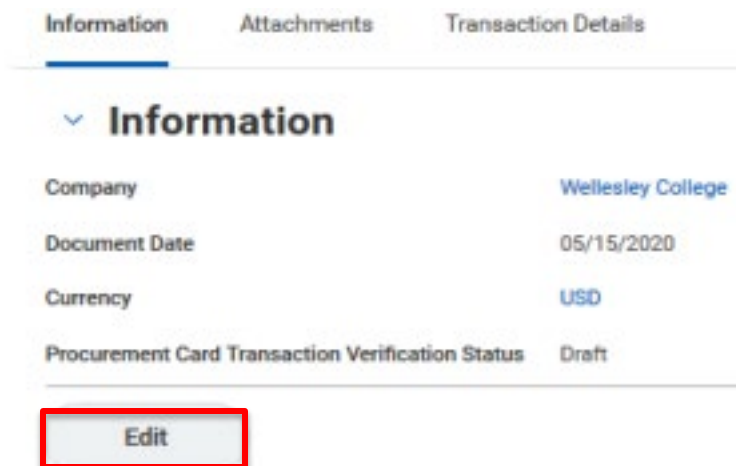 Information Attachments Transaction Details
Information
Company Wellesley College
Document Date 05/15/2020
Currency USD
Procurement Card Transaction Verification Status Draft
Edit